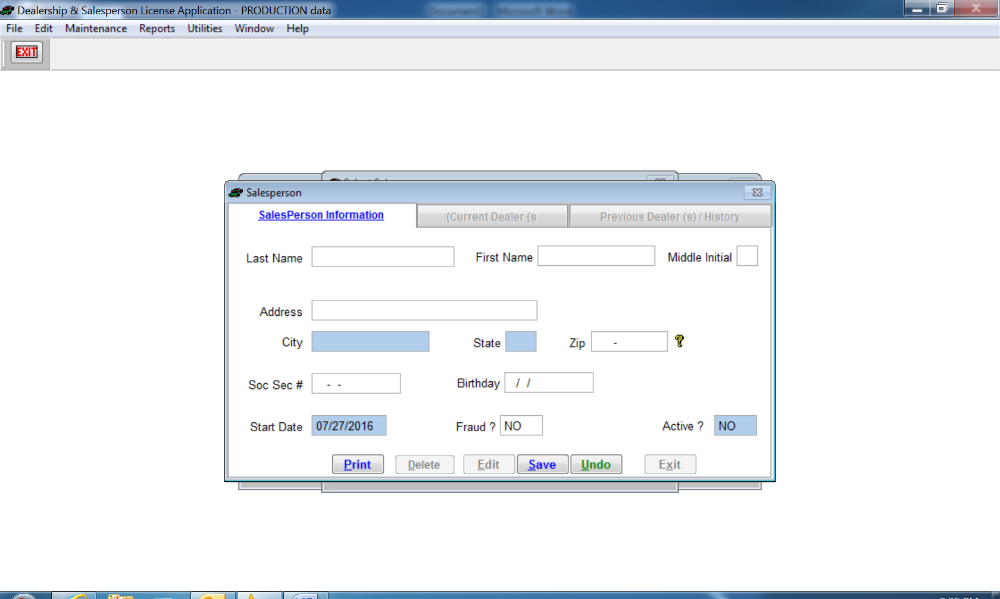 Dealership & Salesperson License Application - PRODUCTION data
File Edit Maintenance Reports Utilities Window Help
EXIT
Salesperson
SalesPerson Information (Current Dealer (s Previous Dealer (s) / History
Last Name First Name Middle Initial
Address
City State Zip - ?
Soc Sec # - - Birthday / /
Start Date 07/27/2016 Fraud ? NO Active ? NO
Print Delete Edit Save Undo Exit